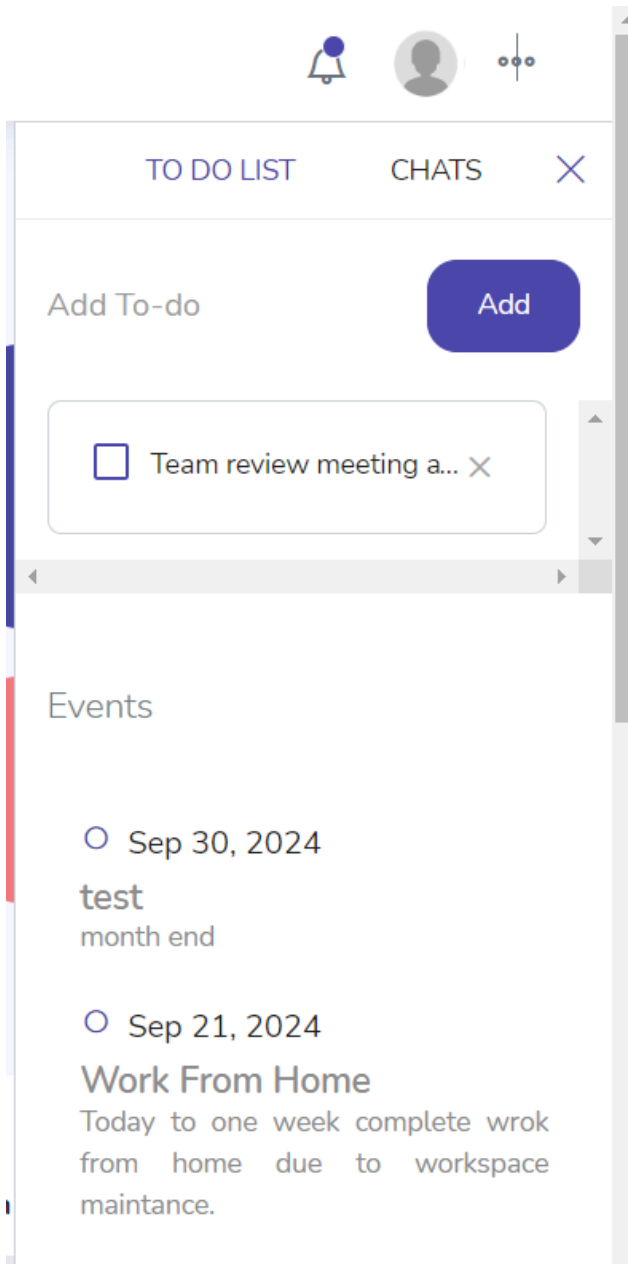 TO DO LIST CHATS
Add To-do Add
Team review meeting a...
Events
Sep 30, 2024
test
month end
Sep 21, 2024
Work From Home
Today to one week complete wrok
from home due to workspace
maintance.